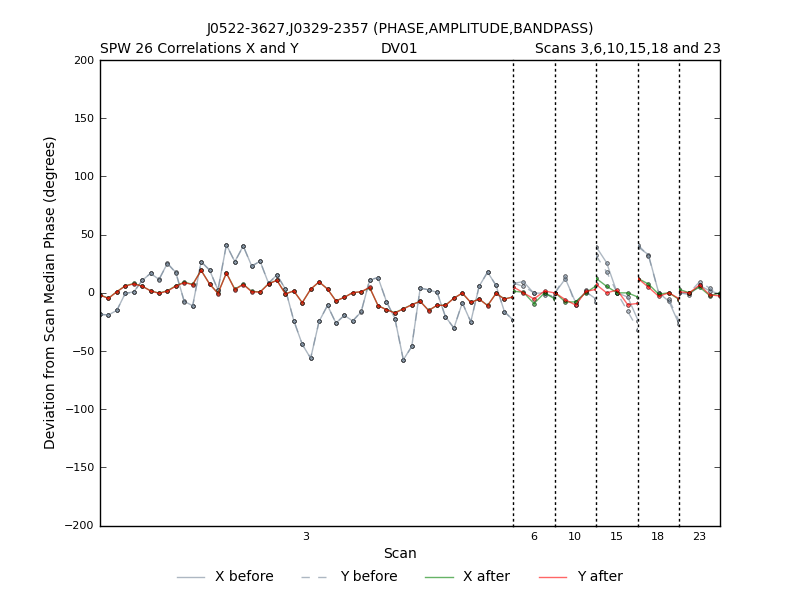 J0522-3627,J0329-2357 (PHASE,AMPLITUDE,BANDPASS)
SPW 26 Correlations X and Y DV01 Scans 3,6,10,15,18 and 23
200
150
100
50
0
−50
−100
−150
−200
Deviation from Scan Median Phase (degrees)
3 6 10 15 18 23
Scan
X before Y before X after Y after